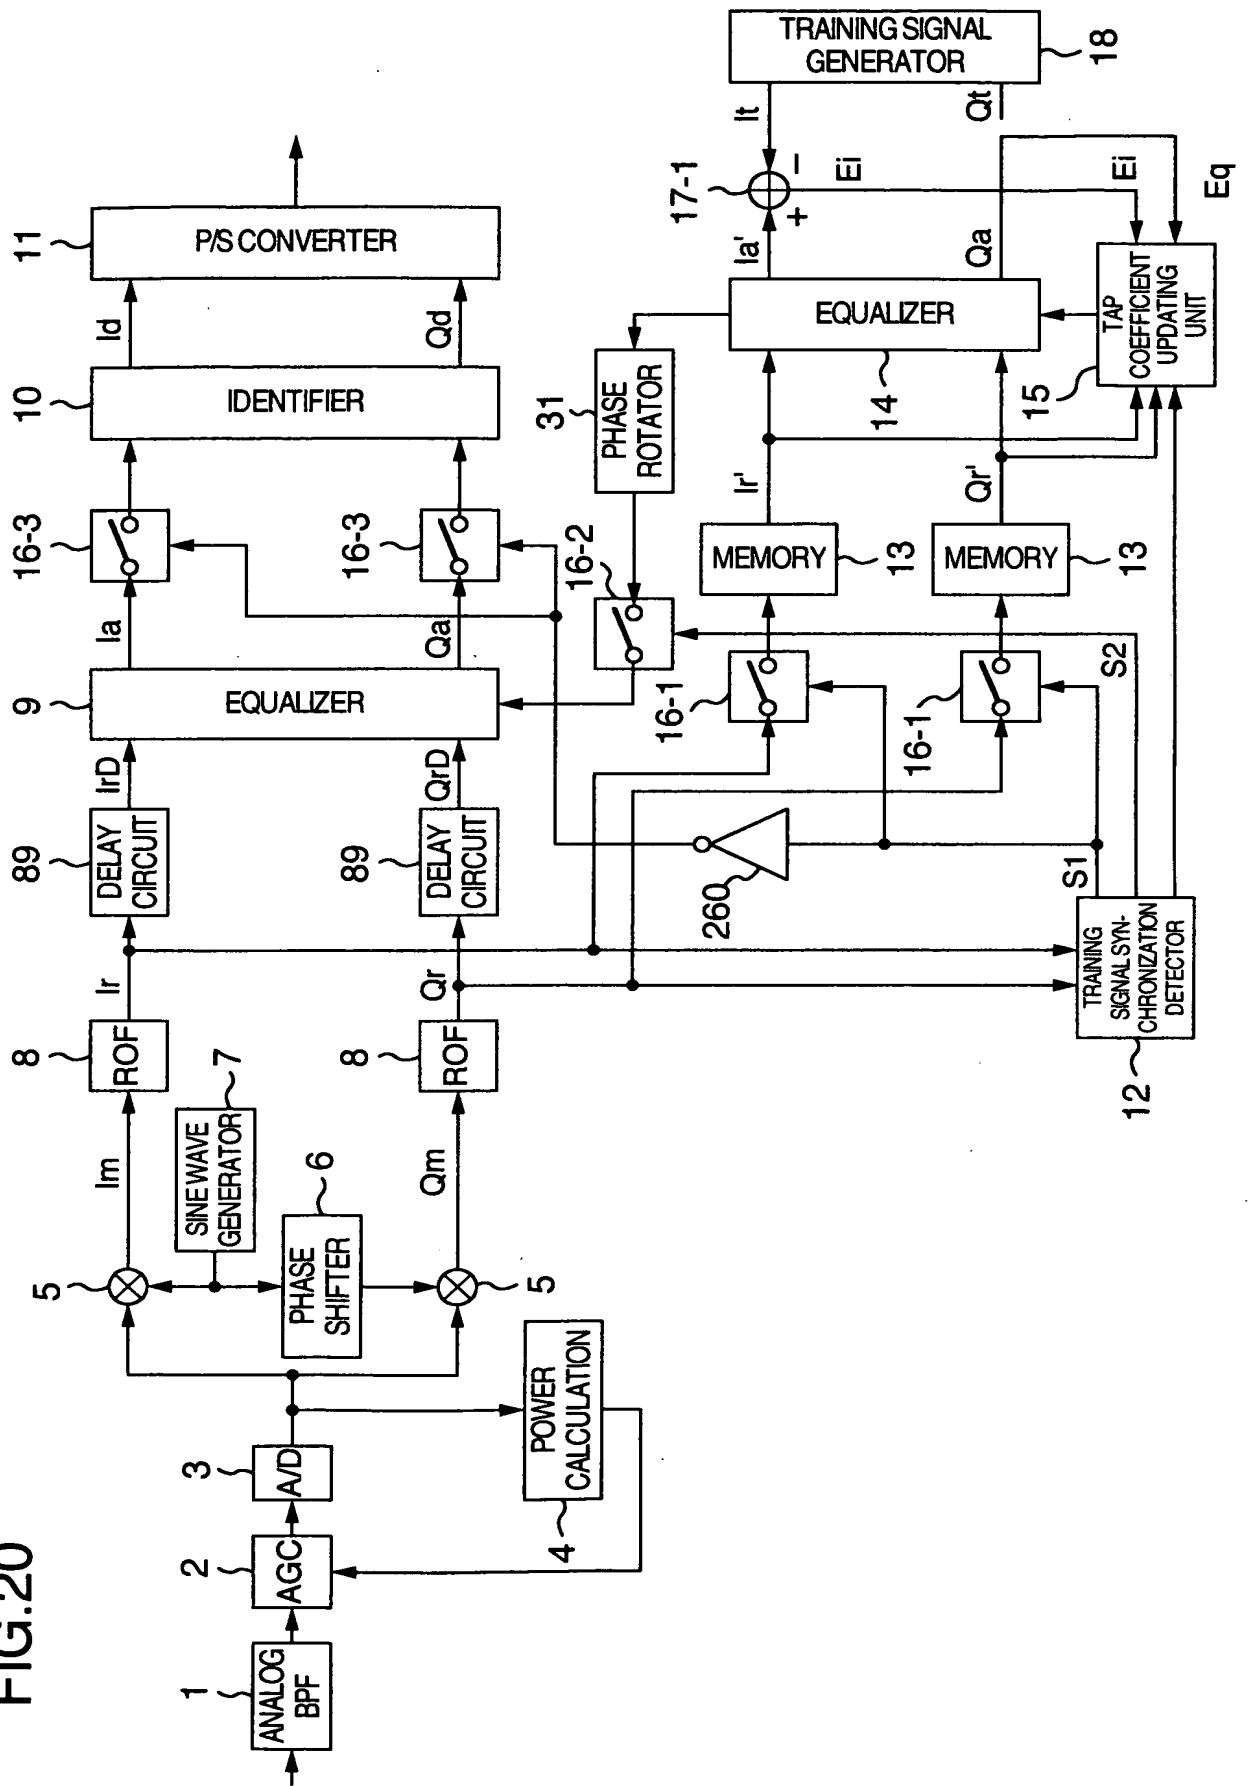 FIG.20
1
ANALOG
BPF
2
AGC
3
A/D
4
POWER
CALCULATION
5
5
6
PHASE
SHIFTER
7
SINE WAVE
GENERATOR
Im
Qm
8
ROF
8
ROF
Ir
Qr
89
DELAY
CIRCUIT
89
DELAY
CIRCUIT
IrD
QrD
9
EQUALIZER
Ia
Qa
16-3
16-3
10
IDENTIFIER
Id
Qd
11
P/S CONVERTER
12
TRAINING
SIGNAL SYN-
CHRONIZATION
DETECTOR
S1
S2
260
16-1
16-1
16-2
MEMORY
13
MEMORY
13
31
PHASE
ROTATOR
Ir'
Qr'
14
EQUALIZER
15
TAP
COEFFICIENT
UPDATING
UNIT
Ia'
Qa
17-1
+
−
Ei
Ei
Eq
It
Qt
TRAINING SIGNAL
GENERATOR
18